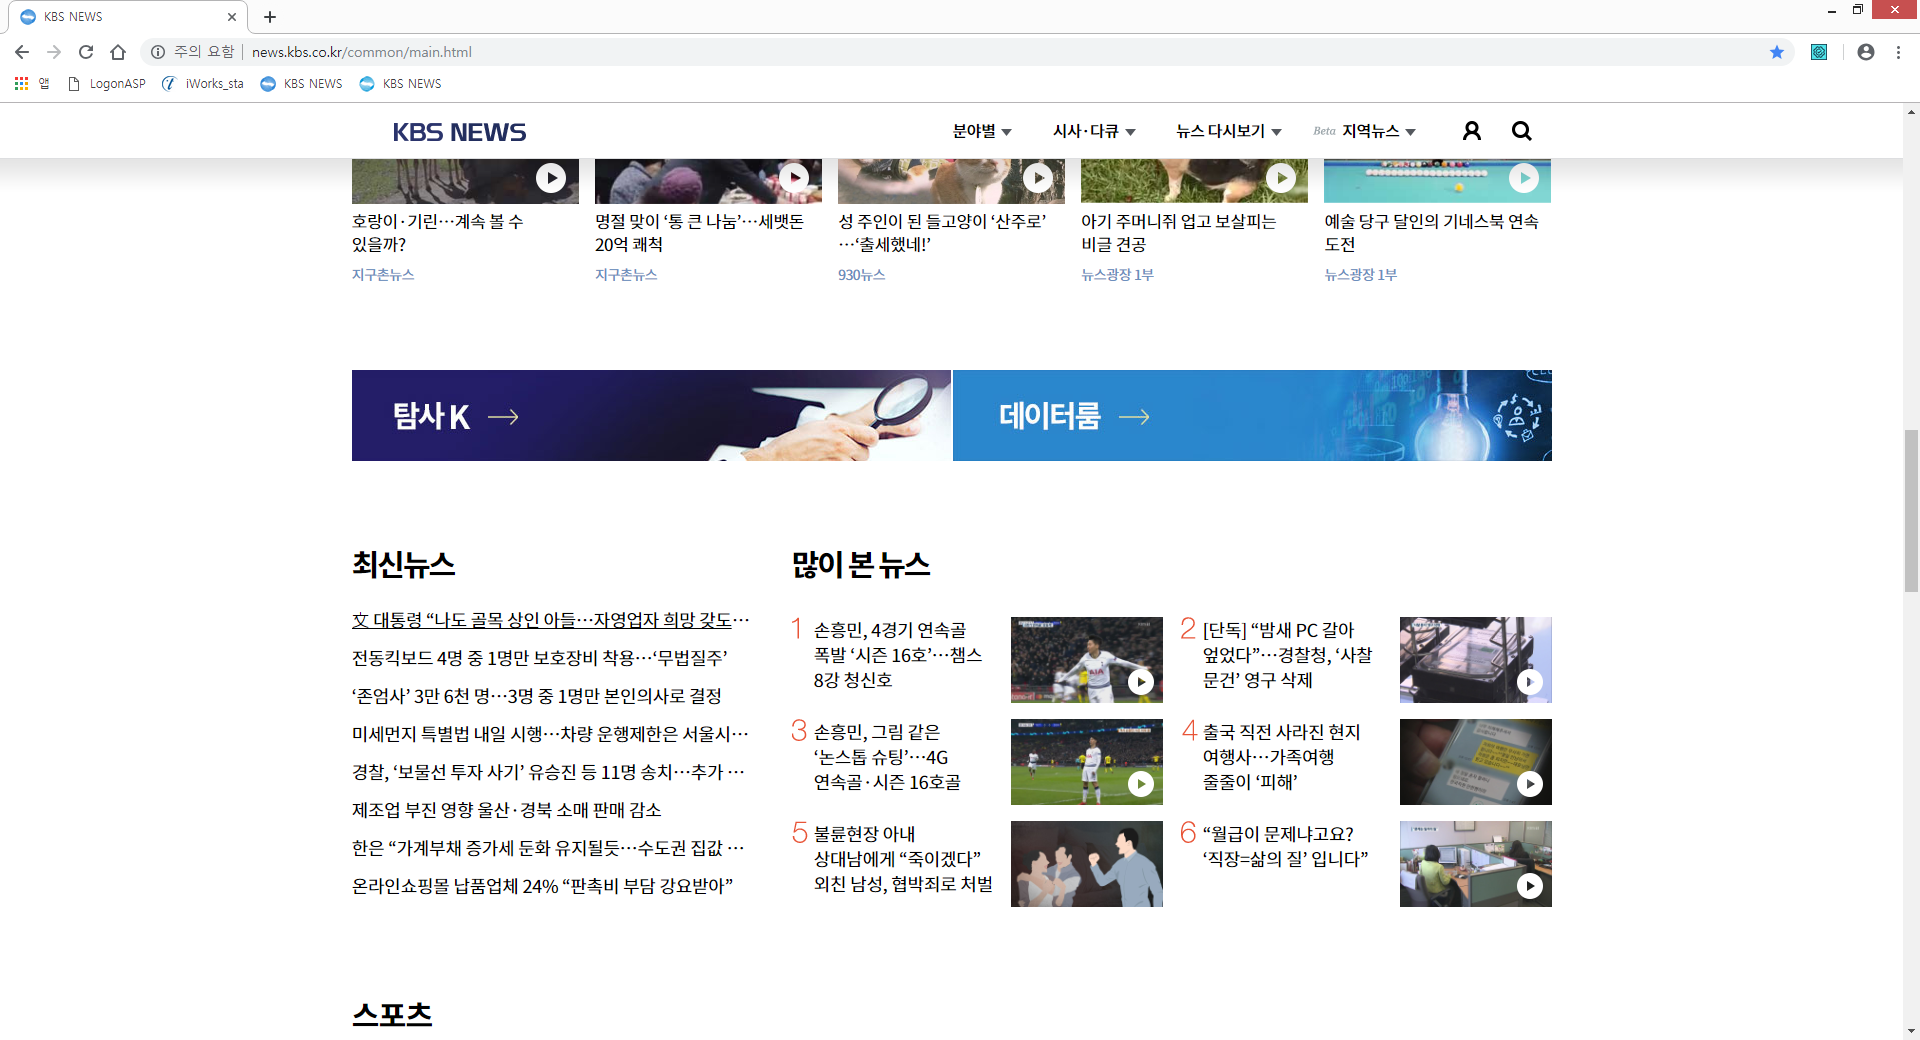 KBS NEWS
주의 요함
news.kbs.co.kr/common/main.html
앱
LogonASP
iWorks_sta
KBS NEWS
KBS NEWS
KBS NEWS
분야별
시사·다큐
뉴스 다시보기
Beta 지역뉴스
호랑이·기린…계속 볼 수
있을까?
지구촌뉴스
명절 맞이 ‘통 큰 나눔’…세뱃돈
20억 쾌척
지구촌뉴스
성 주인이 된 들고양이 ‘산주로’
…‘출세했네!’
930뉴스
아기 주머니쥐 업고 보살피는
비글 견공
뉴스광장 1부
예술 당구 달인의 기네스북 연속
도전
뉴스광장 1부
탐사 K
데이터룸
최신뉴스
文 대통령 “나도 골목 상인 아들…자영업자 희망 갖도…
전동킥보드 4명 중 1명만 보호장비 착용…‘무법질주’
‘존엄사’ 3만 6천 명…3명 중 1명만 본인의사로 결정
미세먼지 특별법 내일 시행…차량 운행제한은 서울시…
경찰, ‘보물선 투자 사기’ 유승진 등 11명 송치…추가 …
제조업 부진 영향 울산·경북 소매 판매 감소
한은 “가계부채 증가세 둔화 유지될듯…수도권 집값 …
온라인쇼핑몰 납품업체 24% “판촉비 부담 강요받아”
많이 본 뉴스
1 손흥민, 4경기 연속골
폭발 ‘시즌 16호’…챔스
8강 청신호
2 [단독] “밤새 PC 갈아
엎었다”…경찰청, ‘사찰
문건’ 영구 삭제
3 손흥민, 그림 같은
‘논스톱 슈팅’…4G
연속골·시즌 16호골
4 출국 직전 사라진 현지
여행사…가족여행
줄줄이 ‘피해’
5 불륜현장 아내
상대남에게 “죽이겠다”
외친 남성, 협박죄로 처벌
6 “월급이 문제냐고요?
‘직장=삶의 질’ 입니다”
스포츠